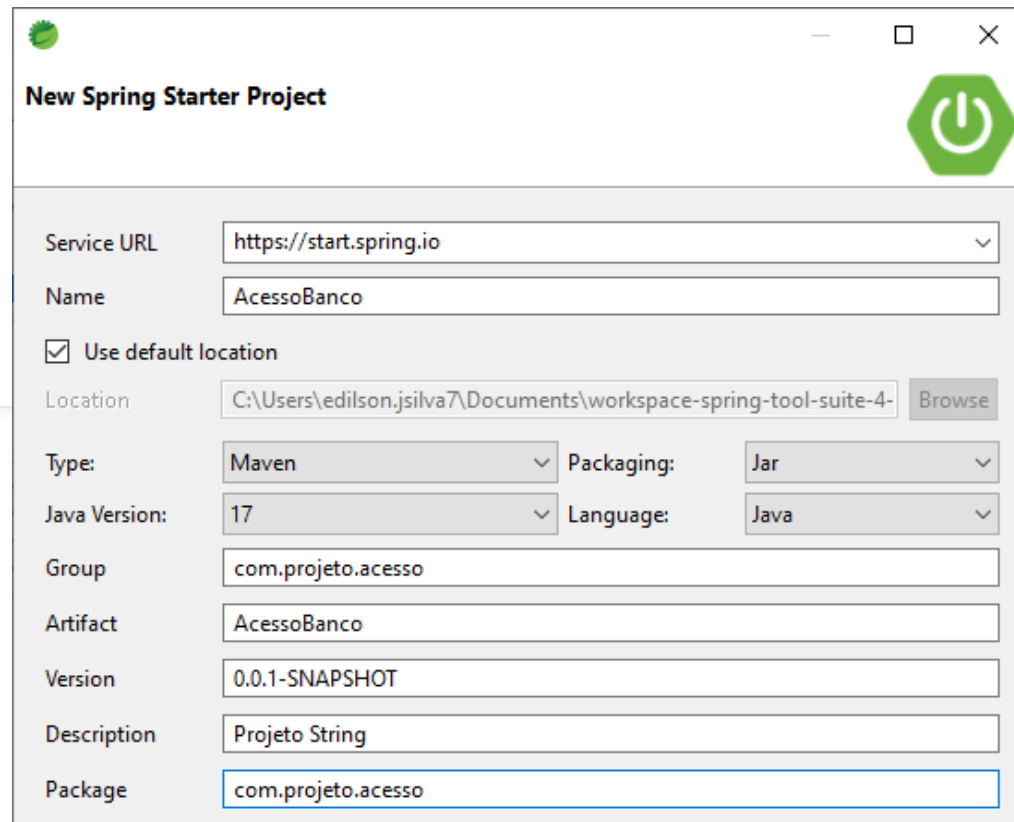 New Spring Starter Project
Service URL https://start.spring.io
Name AcessoBanco
Use default location
Location C:\Users\edilson.jsilva7\Documents\workspace-spring-tool-suite-4- Browse
Type: Maven Packaging: Jar
Java Version: 17 Language: Java
Group com.projeto.acesso
Artifact AcessoBanco
Version 0.0.1-SNAPSHOT
Description Projeto String
Package com.projeto.acesso